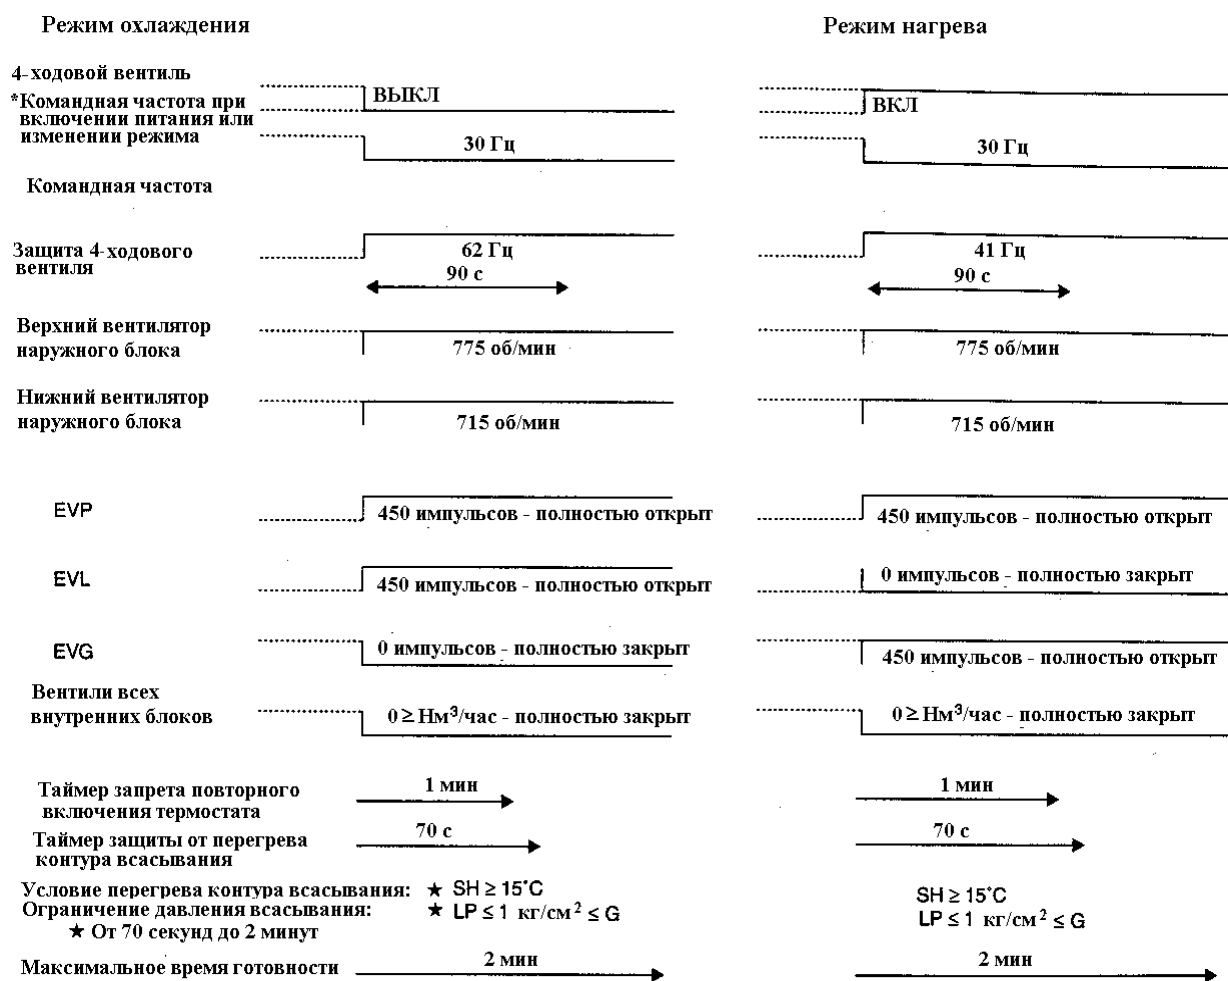 Режим охлаждения
Режим нагрева
4-ходовой вентиль
ВЫКЛ
ВКЛ
*Командная частота при
включении питания или
изменении режима
30 Гц
30 Гц
Командная частота
Защита 4-ходового
вентиля
62 Гц
41 Гц
90 с
90 с
Верхний вентилятор
наружного блока
775 об/мин
775 об/мин
Нижний вентилятор
наружного блока
715 об/мин
715 об/мин
EVP
450 импульсов - полностью открыт
450 импульсов - полностью открыт
EVL
450 импульсов - полностью открыт
0 импульсов - полностью закрыт
EVG
0 импульсов - полностью закрыт
450 импульсов - полностью открыт
Вентили всех
внутренних блоков
0 ≥ Нм³/час - полностью закрыт
0 ≥ Нм³/час - полностью закрыт
Таймер запрета повторного
включения термостата
1 мин
1 мин
Таймер защиты от перегрева
контура всасывания
70 с
70 с
Условие перегрева контура всасывания: ★ SH ≥ 15°C
SH ≥ 15°C
Ограничение давления всасывания: ★ LP ≤ 1 кг/см² ≤ G
LP ≤ 1 кг/см² ≤ G
★ От 70 секунд до 2 минут
Максимальное время готовности
2 мин
2 мин